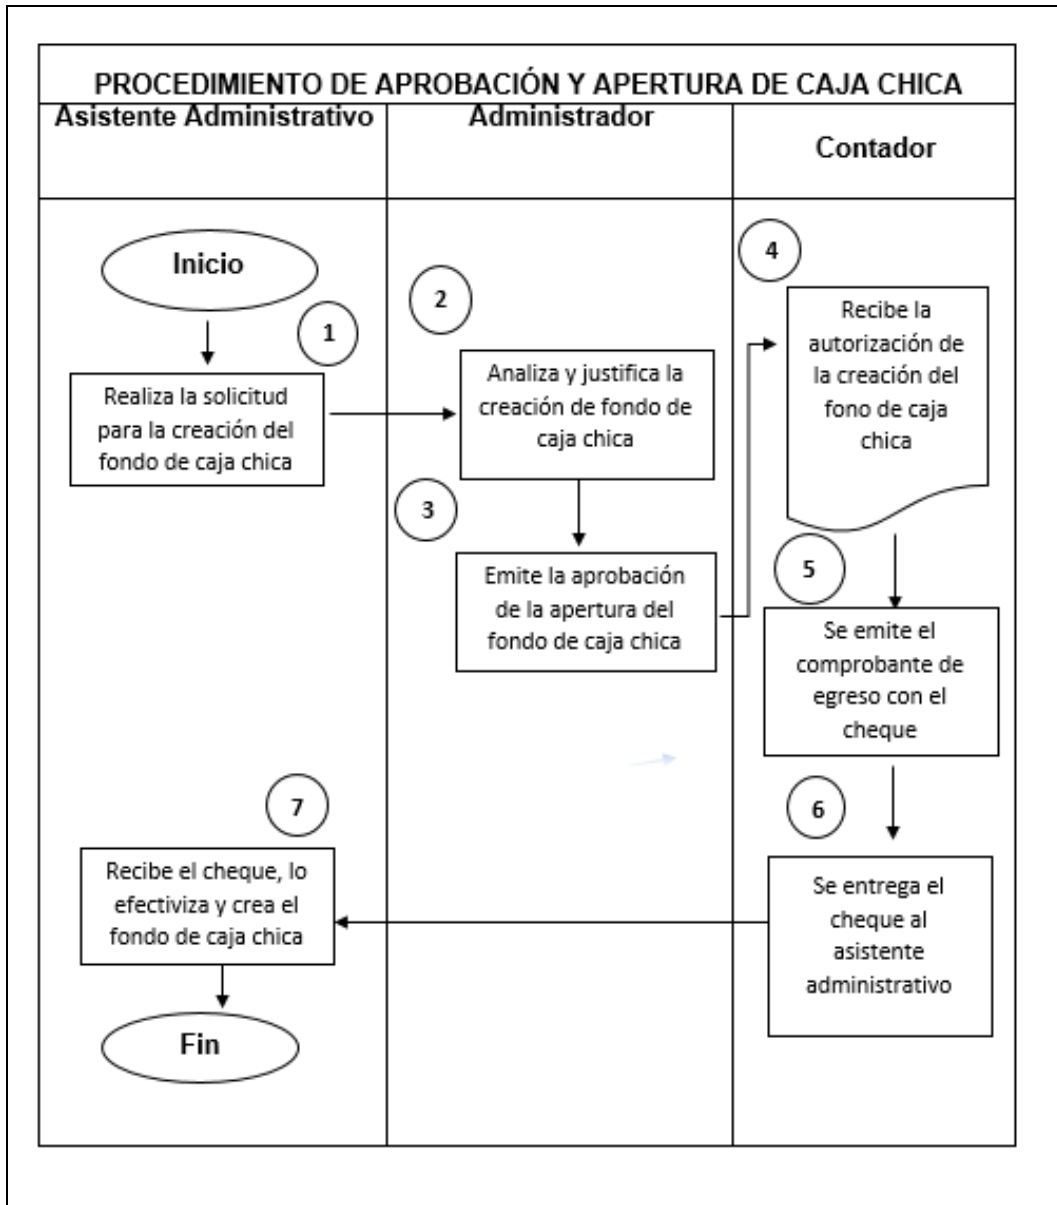 PROCEDIMIENTO DE APROBACIÓN Y APERTURA DE CAJA CHICA
Asistente Administrativo
Administrador
Contador
Inicio
1
Realiza la solicitud
para la creación del
fondo de caja chica
2
Analiza y justifica la
creación de fondo de
caja chica
3
Emite la aprobación
de la apertura del
fondo de caja chica
4
Recibe la
autorización de
la creación del
fono de caja
chica
5
Se emite el
comprobante de
egreso con el
cheque
6
Se entrega el
cheque al
asistente
administrativo
7
Recibe el cheque, lo
efectiviza y crea el
fondo de caja chica
Fin